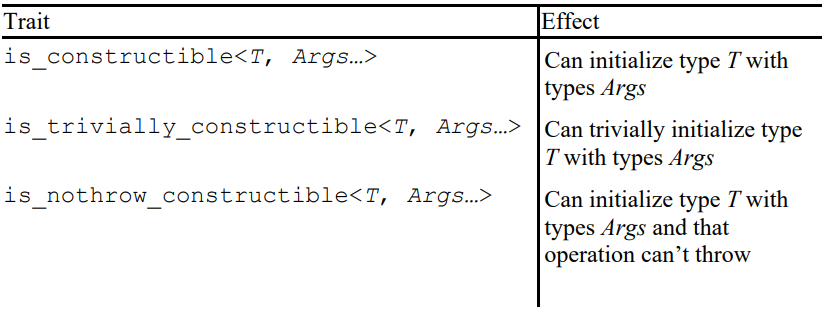 Trait Effect
is_constructible<T, Args…> Can initialize type T with
types Args
is_trivially_constructible<T, Args…> Can trivially initialize type
T with types Args
is_nothrow_constructible<T, Args…> Can initialize type T with
types Args and that
operation can’t throw